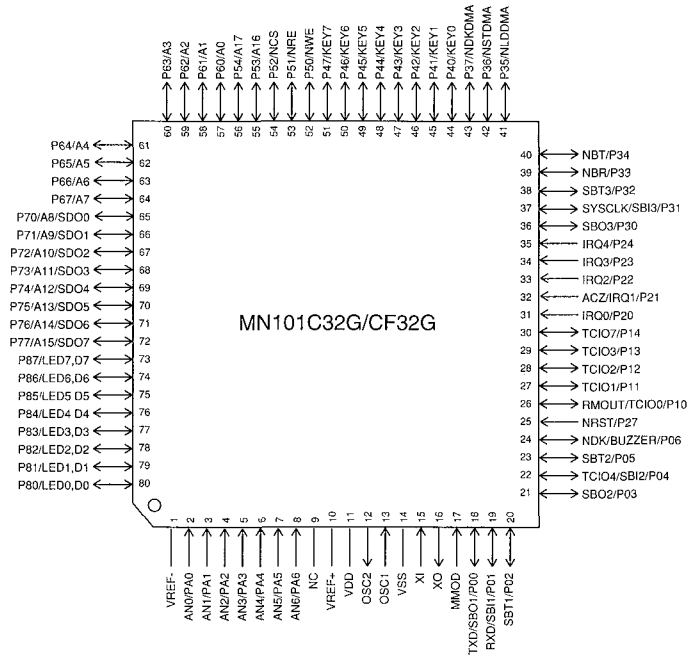 P63/A3
P62/A2
P61/A1
P60/A0
P54/A17
P53/A16
P52/NCS
P51/NRE
P50/NWE
P47/KEY7
P46/KEY6
P45/KEY5
P44/KEY4
P43/KEY3
P42/KEY2
P41/KEY1
P40/KEY0
P37/NDKDMA
P36/NSTDMA
P35/NLDDMA
60
59
58
57
56
55
54
53
52
51
50
49
48
47
46
45
44
43
42
41
P64/A4 61
P65/A5 62
P66/A6 63
P67/A7 64
P70/A8/SDO0 65
P71/A9/SDO1 66
P72/A10/SDO2 67
P73/A11/SDO3 68
P74/A12/SDO4 69
P75/A13/SDO5 70
P76/A14/SDO6 71
P77/A15/SDO7 72
P87/LED7,D7 73
P86/LED6,D6 74
P85/LED5 D5 75
P84/LED4 D4 76
P83/LED3,D3 77
P82/LED2,D2 78
P81/LED1,D1 79
P80/LED0,D0 80
MN101C32G/CF32G
40 NBT/P34
39 NBR/P33
38 SBT3/P32
37 SYSCLK/SBI3/P31
36 SBO3/P30
35 IRQ4/P24
34 IRQ3/P23
33 IRQ2/P22
32 ACZ/IRQ1/P21
31 IRQ0/P20
30 TCIO7/P14
29 TCIO3/P13
28 TCIO2/P12
27 TCIO1/P11
26 RMOUT/TCIO0/P10
25 NRST/P27
24 NDK/BUZZER/P06
23 SBT2/P05
22 TCIO4/SBI2/P04
21 SBO2/P03
1
2
3
4
5
6
7
8
9
10
11
12
13
14
15
16
17
18
19
20
VREF-
AN0/PA0
AN1/PA1
AN2/PA2
AN3/PA3
AN4/PA4
AN5/PA5
AN6/PA6
NC
VREF+
VDD
OSC2
OSC1
VSS
XI
XO
MMOD
TXD/SBO1/P00
RXD/SBI1/P01
SBT1/P02